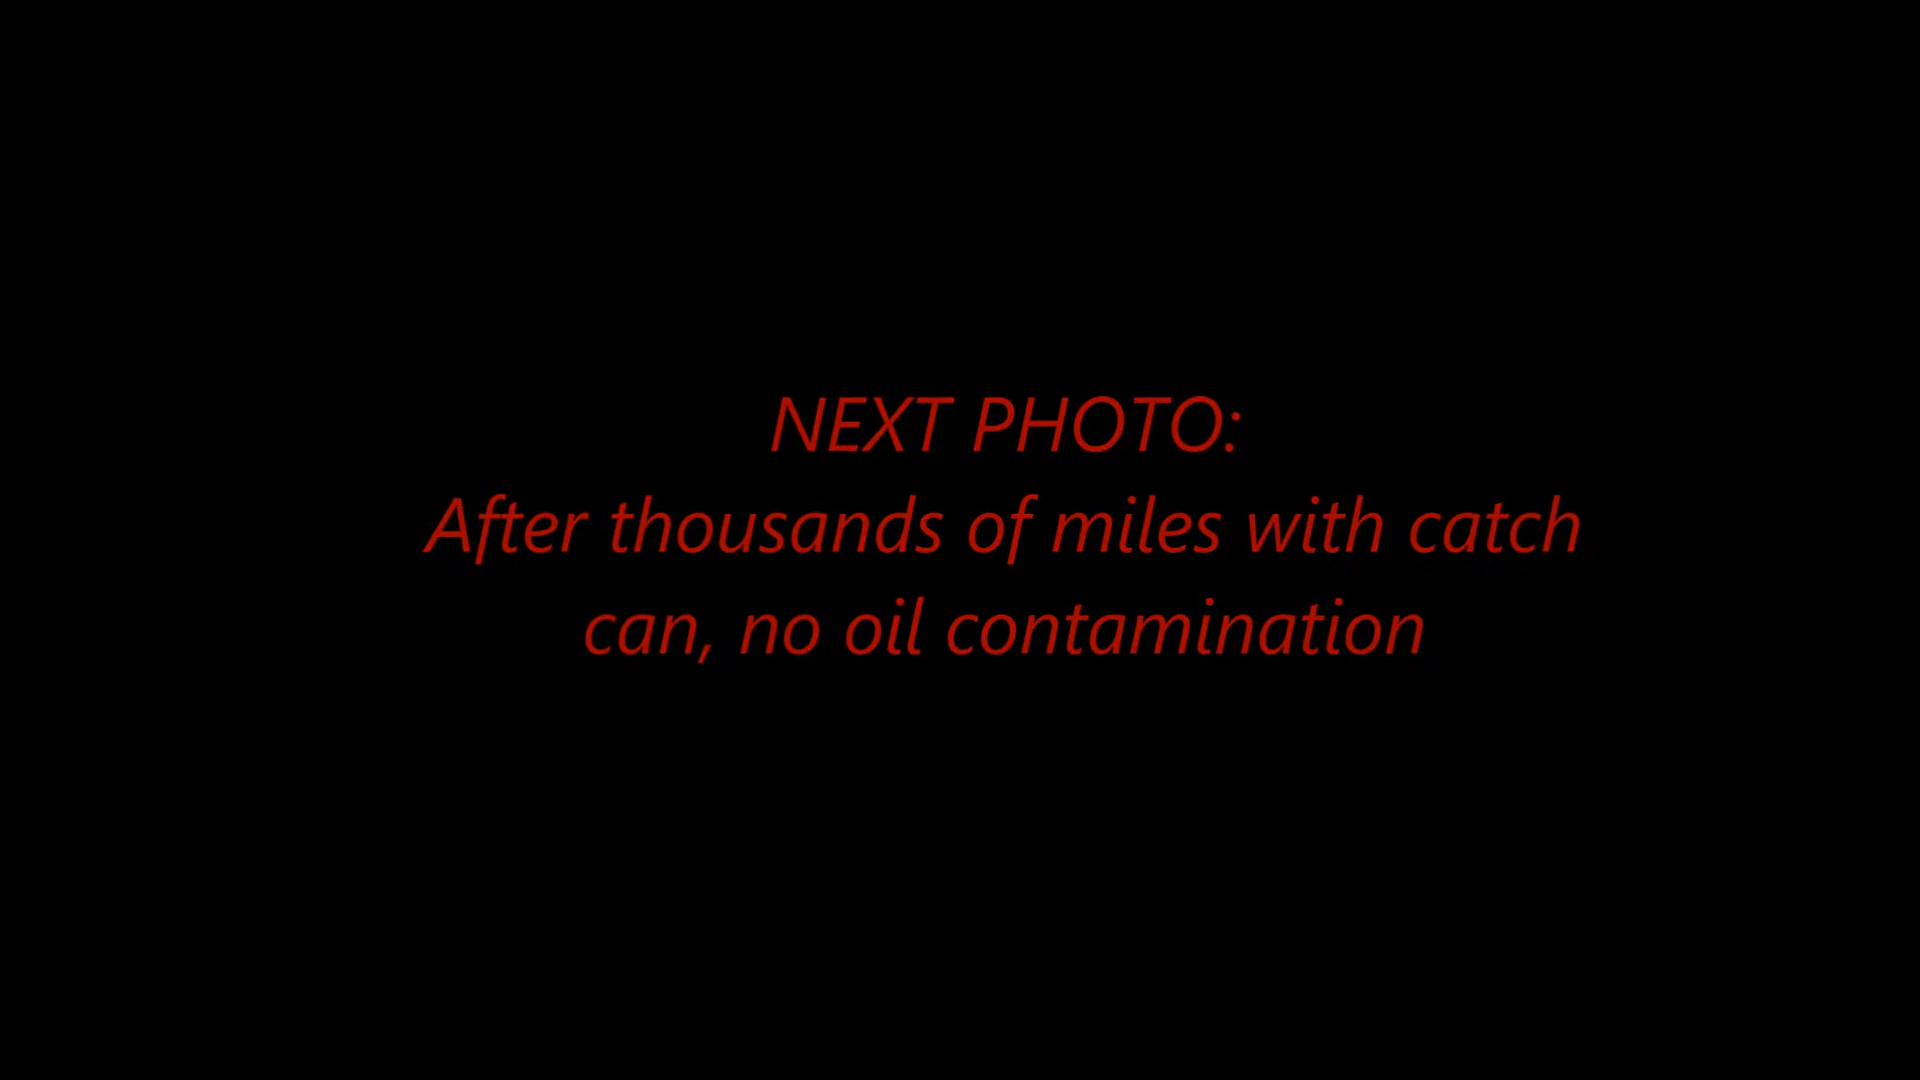 NEXT PHOTO:
After thousands of miles with catch
can, no oil contamination